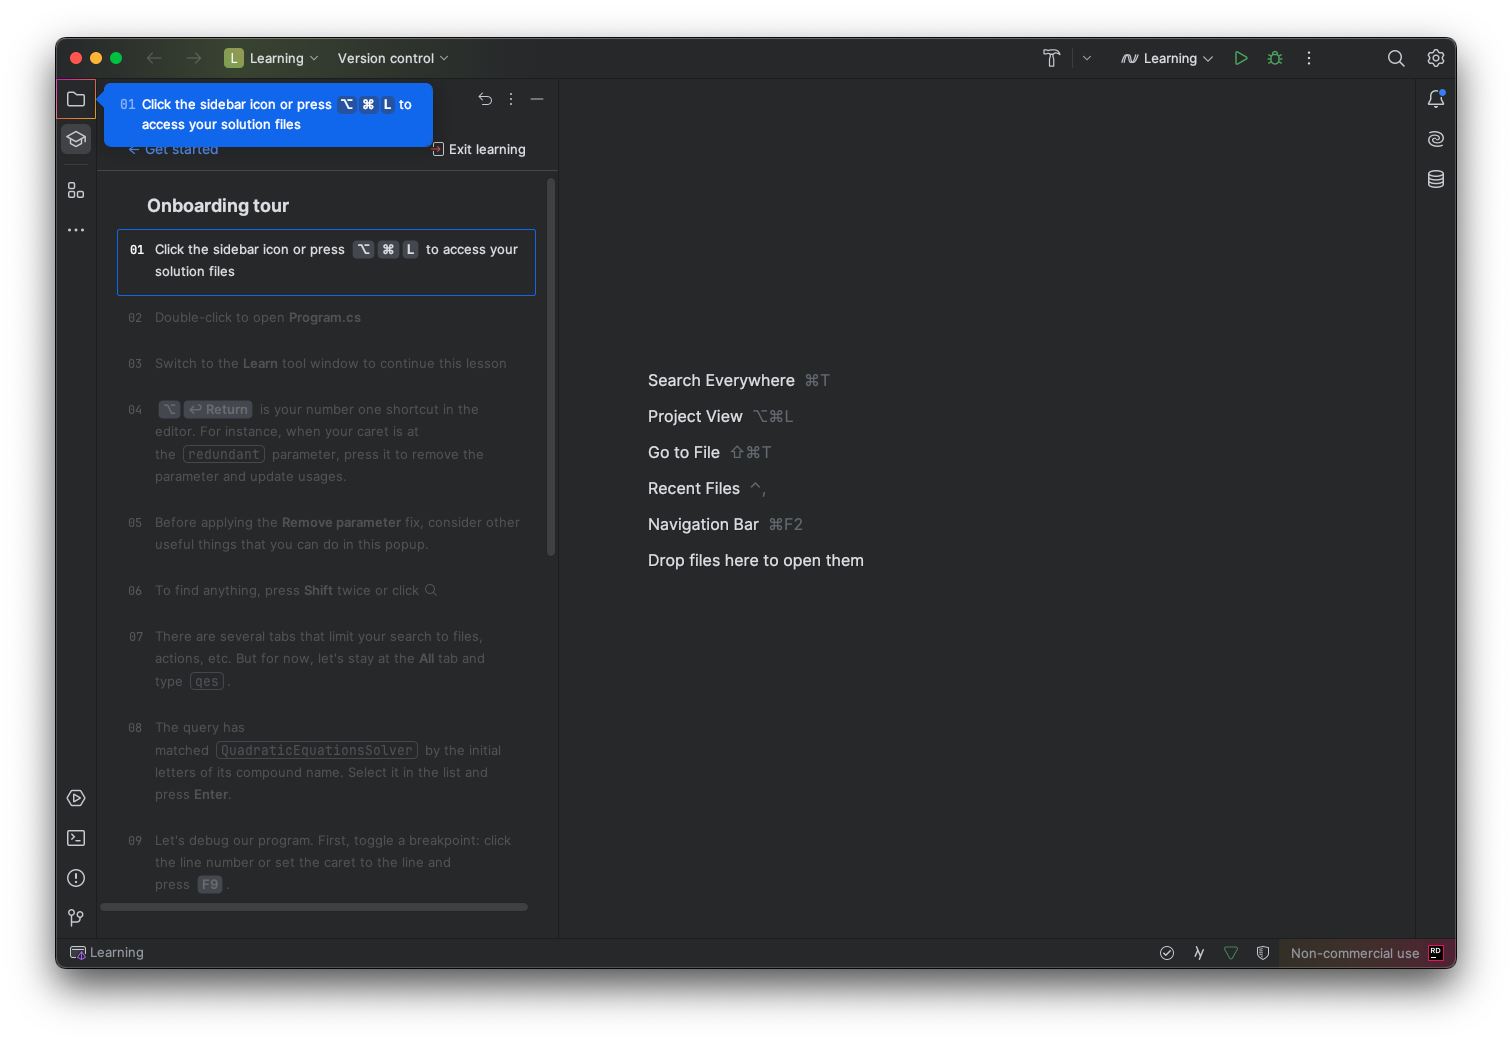 L Learning Version control Learning
01 Click the sidebar icon or press ⌥ ⌘ L to
access your solution files
← Get started Exit learning
Onboarding tour
01 Click the sidebar icon or press ⌥ ⌘ L to access your
solution files
02 Double-click to open Program.cs
03 Switch to the Learn tool window to continue this lesson
04 ⌥ ↩ Return is your number one shortcut in the
editor. For instance, when your caret is at
the redundant parameter, press it to remove the
parameter and update usages.
05 Before applying the Remove parameter fix, consider other
useful things that you can do in this popup.
06 To find anything, press Shift twice or click
07 There are several tabs that limit your search to files,
actions, etc. But for now, let's stay at the All tab and
type qes .
08 The query has
matched QuadraticEquationsSolver by the initial
letters of its compound name. Select it in the list and
press Enter.
09 Let's debug our program. First, toggle a breakpoint: click
the line number or set the caret to the line and
press F9 .
Search Everywhere ⌘T
Project View ⌥⌘L
Go to File ⇧⌘T
Recent Files ^,
Navigation Bar ⌘F2
Drop files here to open them
Learning
Non-commercial use RD